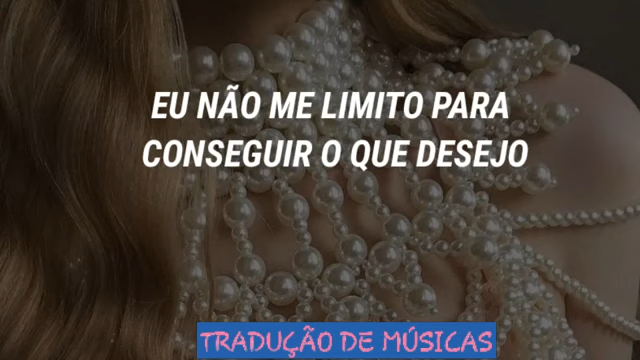 EU NÃO ME LIMITO PARA
CONSEGUIR O QUE DESEJO
TRADUÇÃO DE MÚSICAS